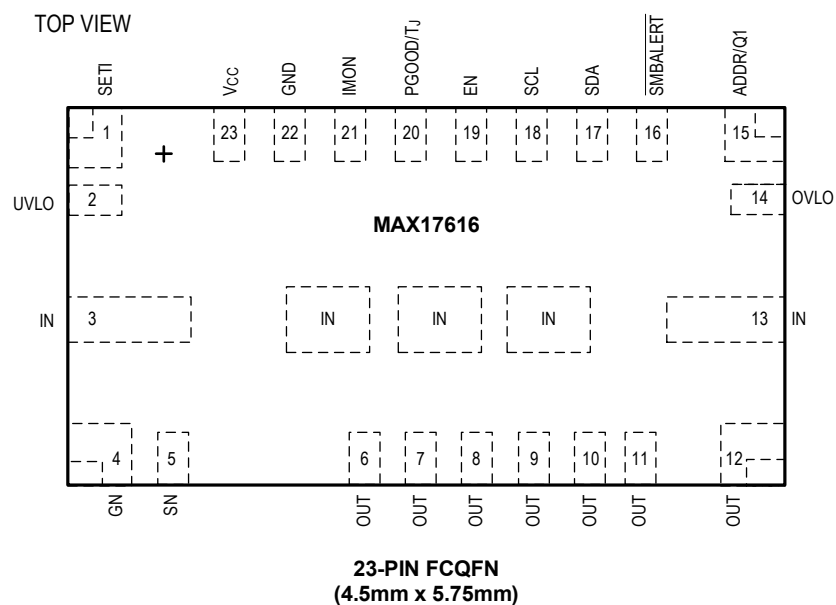 TOP VIEW
SETI
VCC
GND
IMON
PGOOD/TJ
EN
SCL
SDA
SMBALERT
ADDR/Q1
1
+
23
22
21
20
19
18
17
16
15
UVLO
2
14
OVLO
MAX17616
IN
3
IN
IN
IN
13
IN
4
5
6
7
8
9
10
11
12
GN
SN
OUT
OUT
OUT
OUT
OUT
OUT
OUT
23-PIN FCQFN
(4.5mm x 5.75mm)